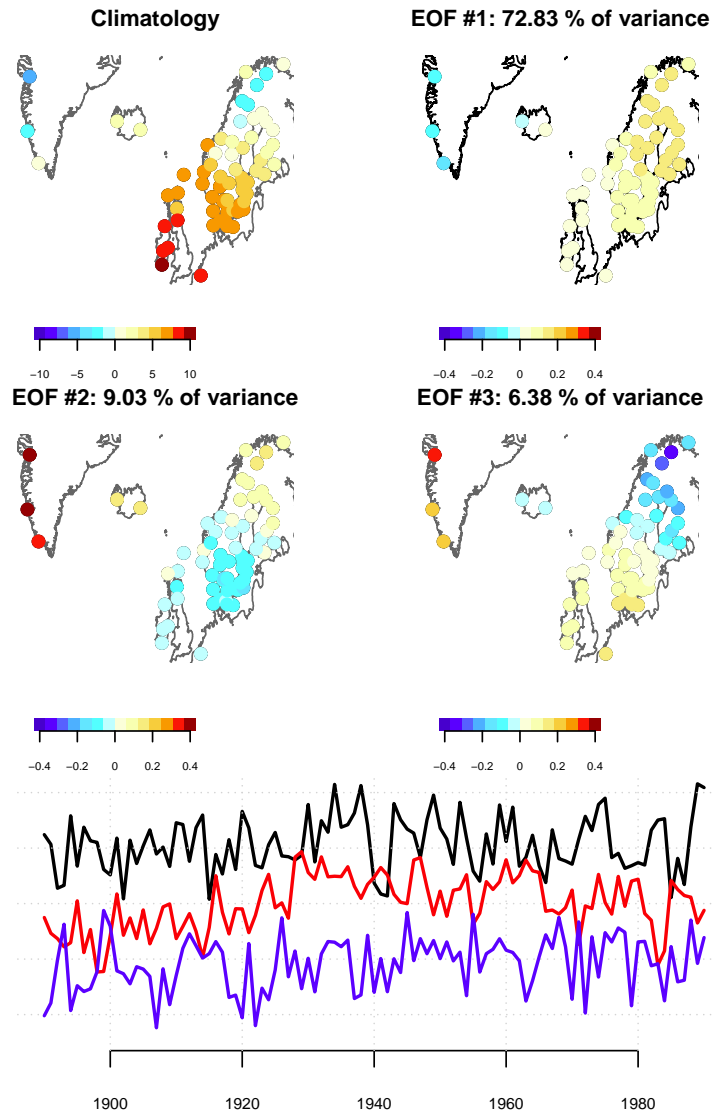 Climatology
EOF #1: 72.83 % of variance
−10 −5 0 5 10
−0.4 −0.2 0 0.2 0.4
EOF #2: 9.03 % of variance
EOF #3: 6.38 % of variance
−0.4 −0.2 0 0.2 0.4
−0.4 −0.2 0 0.2 0.4
1900 1920 1940 1960 1980